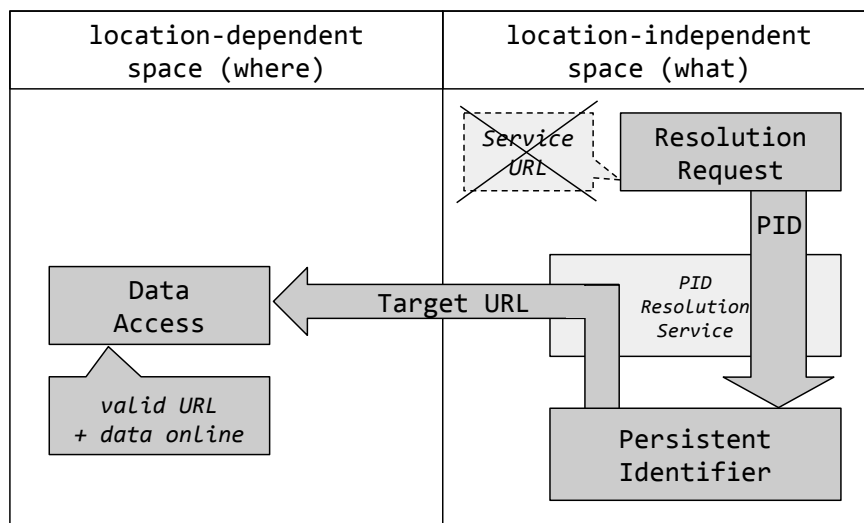 location-dependent
space (where)
location-independent
space (what)
Service
URL
Resolution
Request
PID
PID
Resolution
Service
Target URL
Data
Access
valid URL
+ data online
Persistent
Identifier